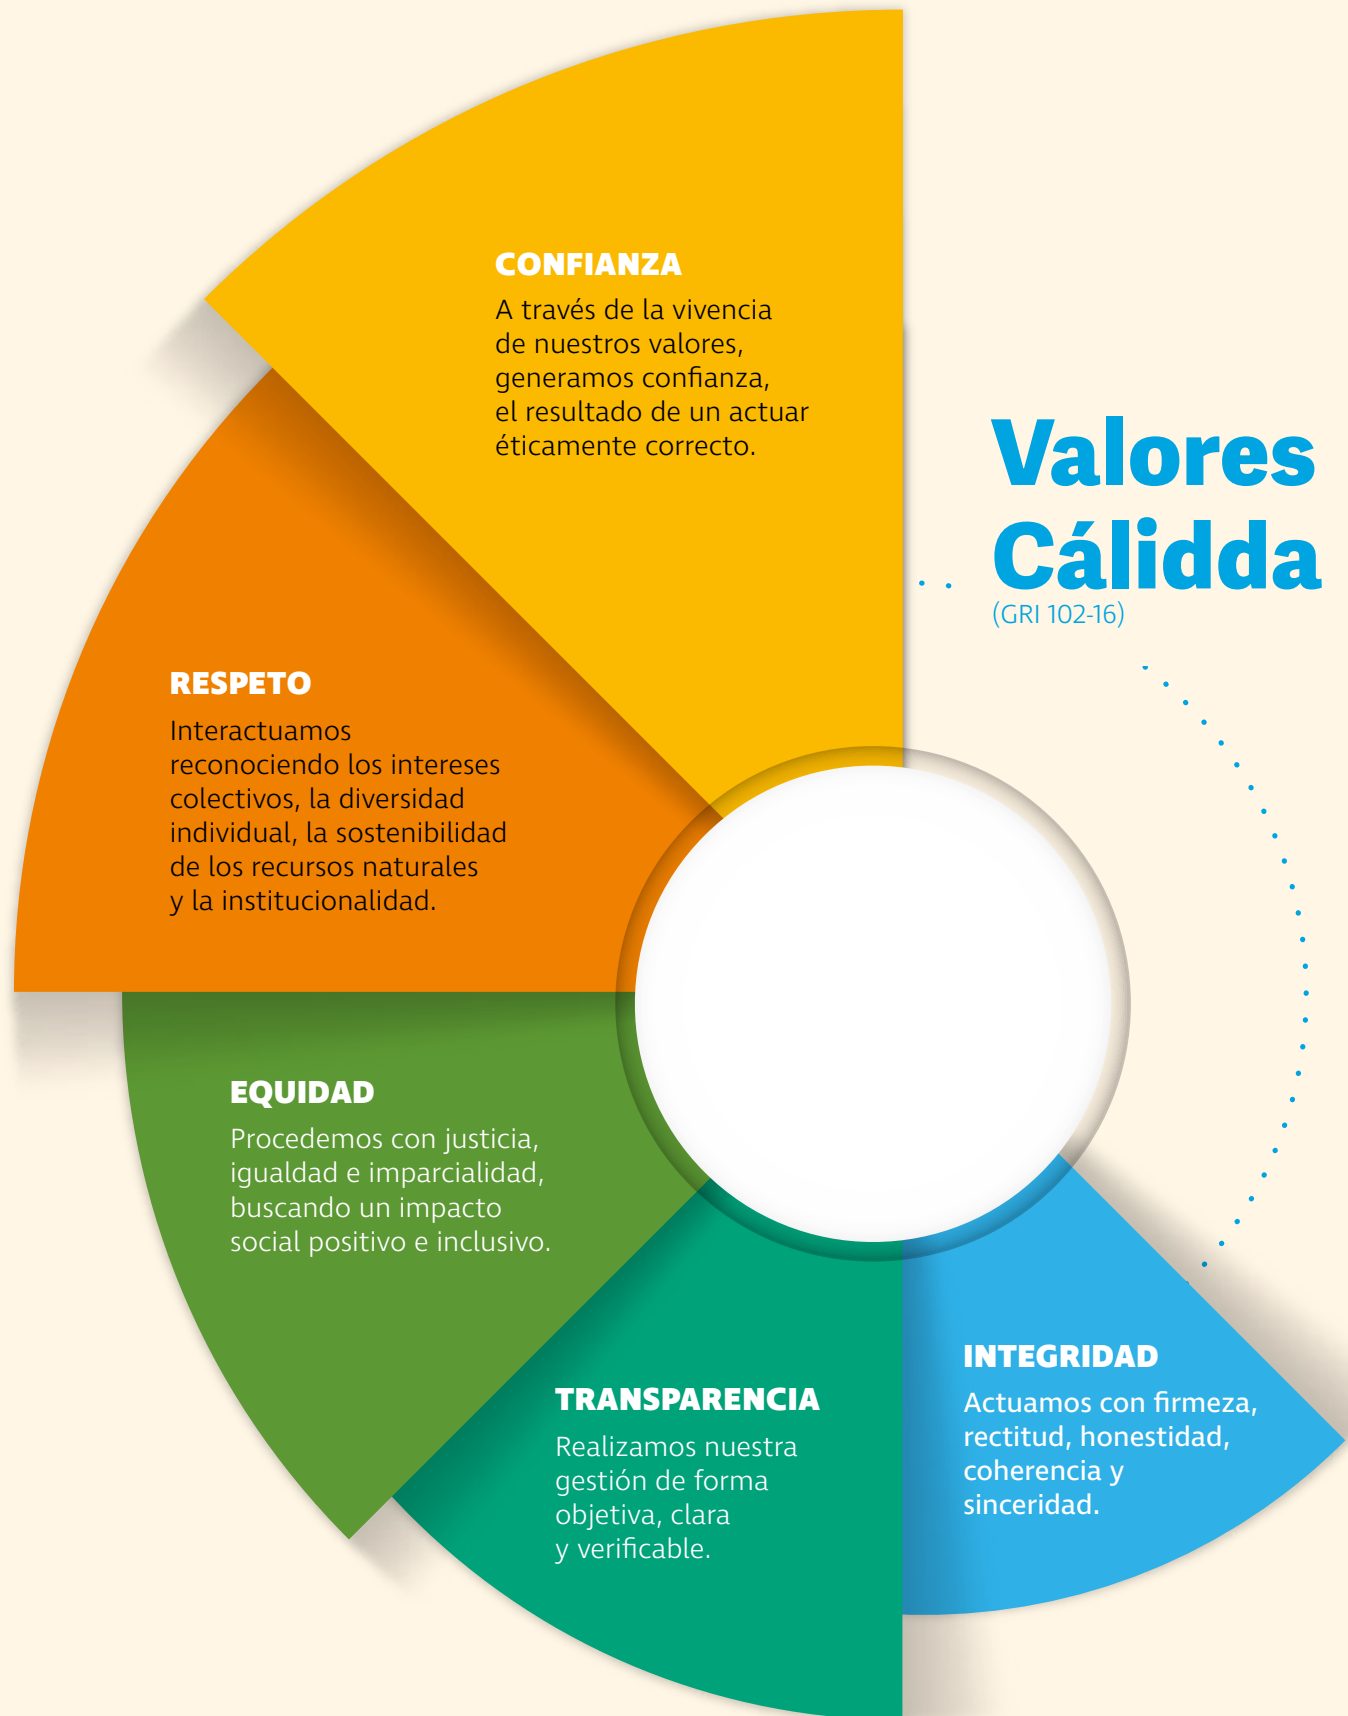 CONFIANZA
A través de la vivencia
de nuestros valores,
generamos confianza,
el resultado de un actuar
éticamente correcto.
Valores
Cálidda
(GRI 102-16)
RESPETO
Interactuamos
reconociendo los intereses
colectivos, la diversidad
individual, la sostenibilidad
de los recursos naturales
y la institucionalidad.
EQUIDAD
Procedemos con justicia,
igualdad e imparcialidad,
buscando un impacto
social positivo e inclusivo.
TRANSPARENCIA
Realizamos nuestra
gestión de forma
objetiva, clara
y verificable.
INTEGRIDAD
Actuamos con firmeza,
rectitud, honestidad,
coherencia y
sinceridad.